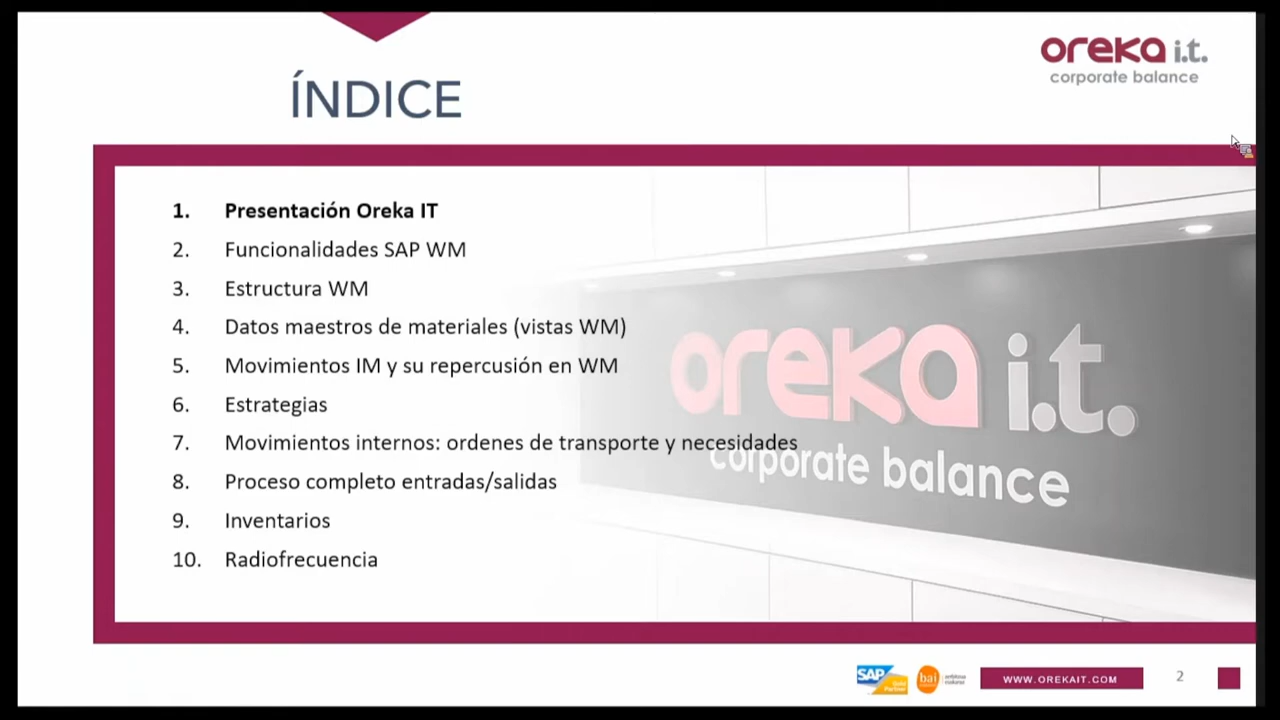 oreka i.t.
corporate balance
ÍNDICE
1. Presentación Oreka IT
2. Funcionalidades SAP WM
3. Estructura WM
4. Datos maestros de materiales (vistas WM)
5. Movimientos IM y su repercusión en WM
6. Estrategias
7. Movimientos internos: ordenes de transporte y necesidades
8. Proceso completo entradas/salidas
9. Inventarios
10. Radiofrecuencia
oreka i.t.
corporate balance
SAP
Gold Partner
bai
WWW.OREKAIT.COM
2